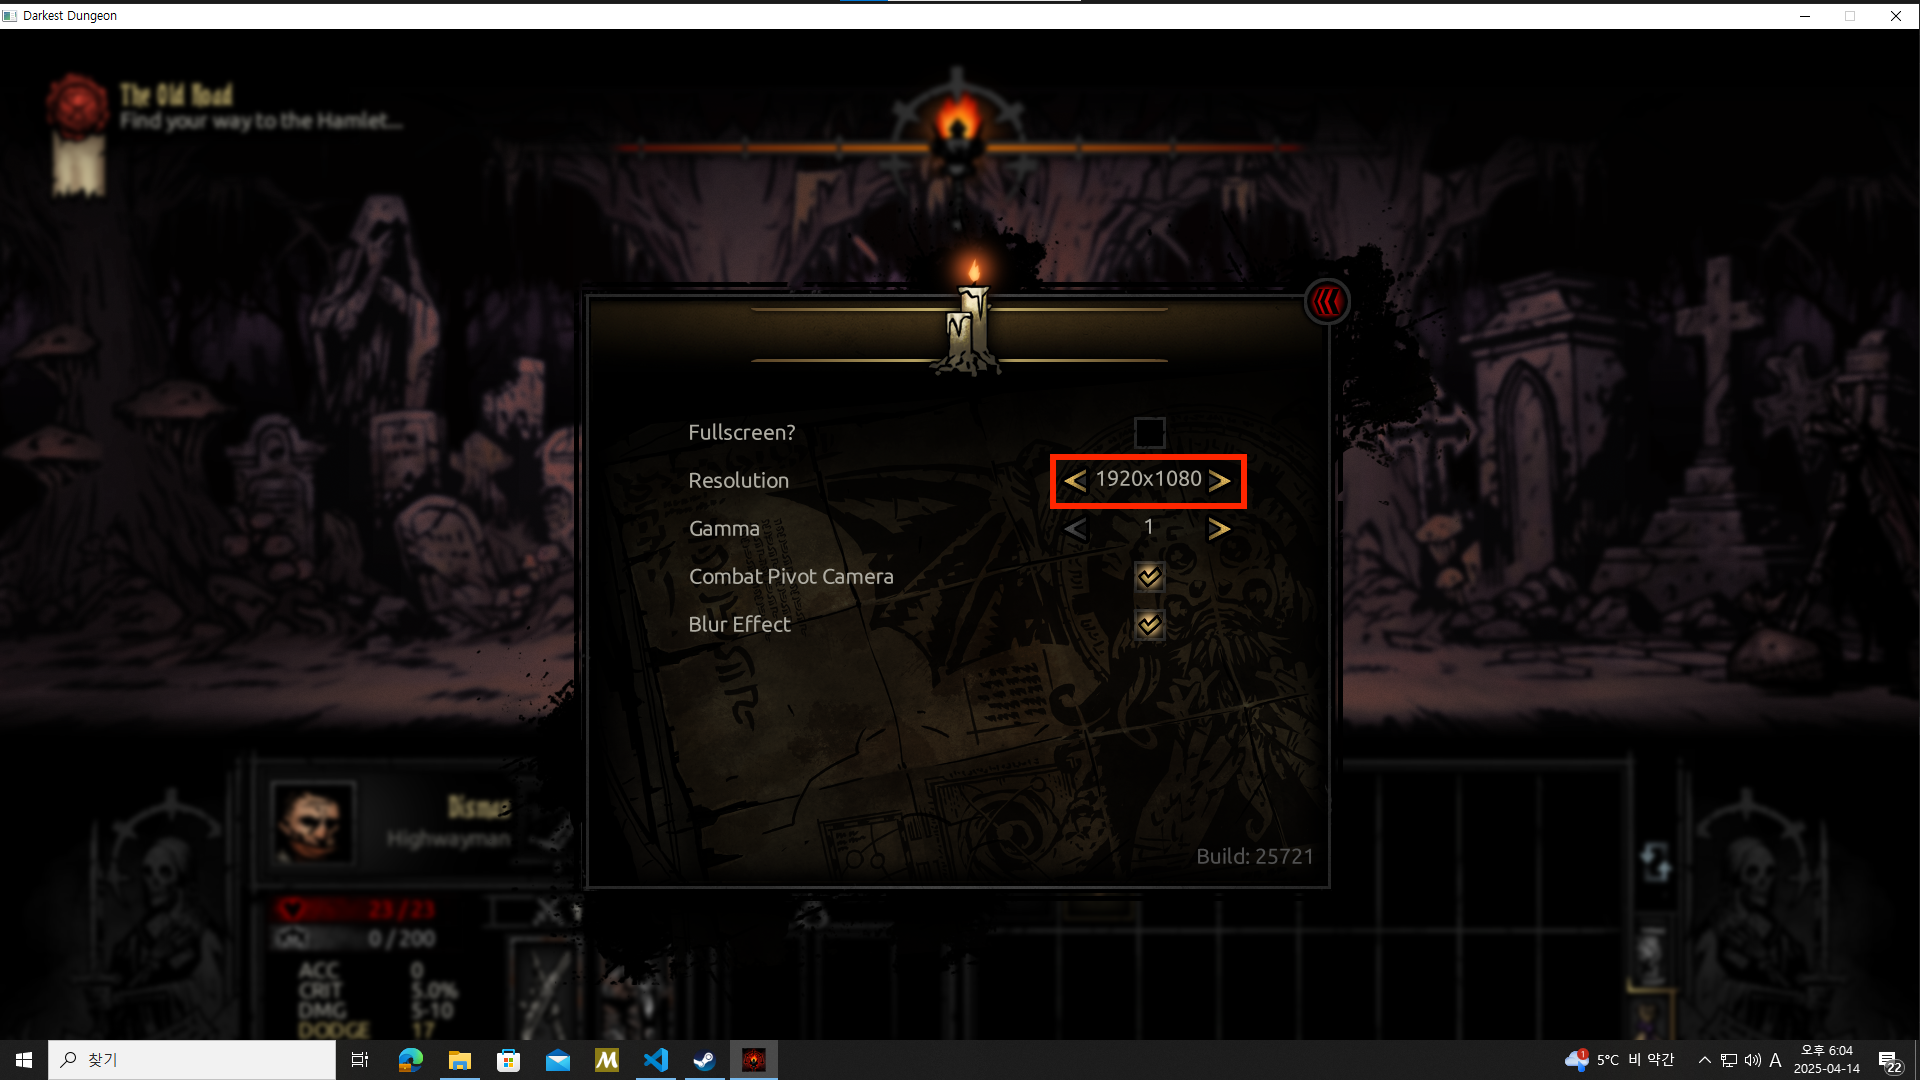 Darkest Dungeon
The Old Road
Find your way to the Hamlet...
Fullscreen?
Resolution 1920x1080
Gamma 1
Combat Pivot Camera
Blur Effect
Build: 25721
Dismas
Highwayman
23/23
0/200
ACC 0
CRIT 5.0%
DMG 5-10
DODGE 17
찾기
5°C 비 약간
A
오후 6:04
2025-04-14
22
1